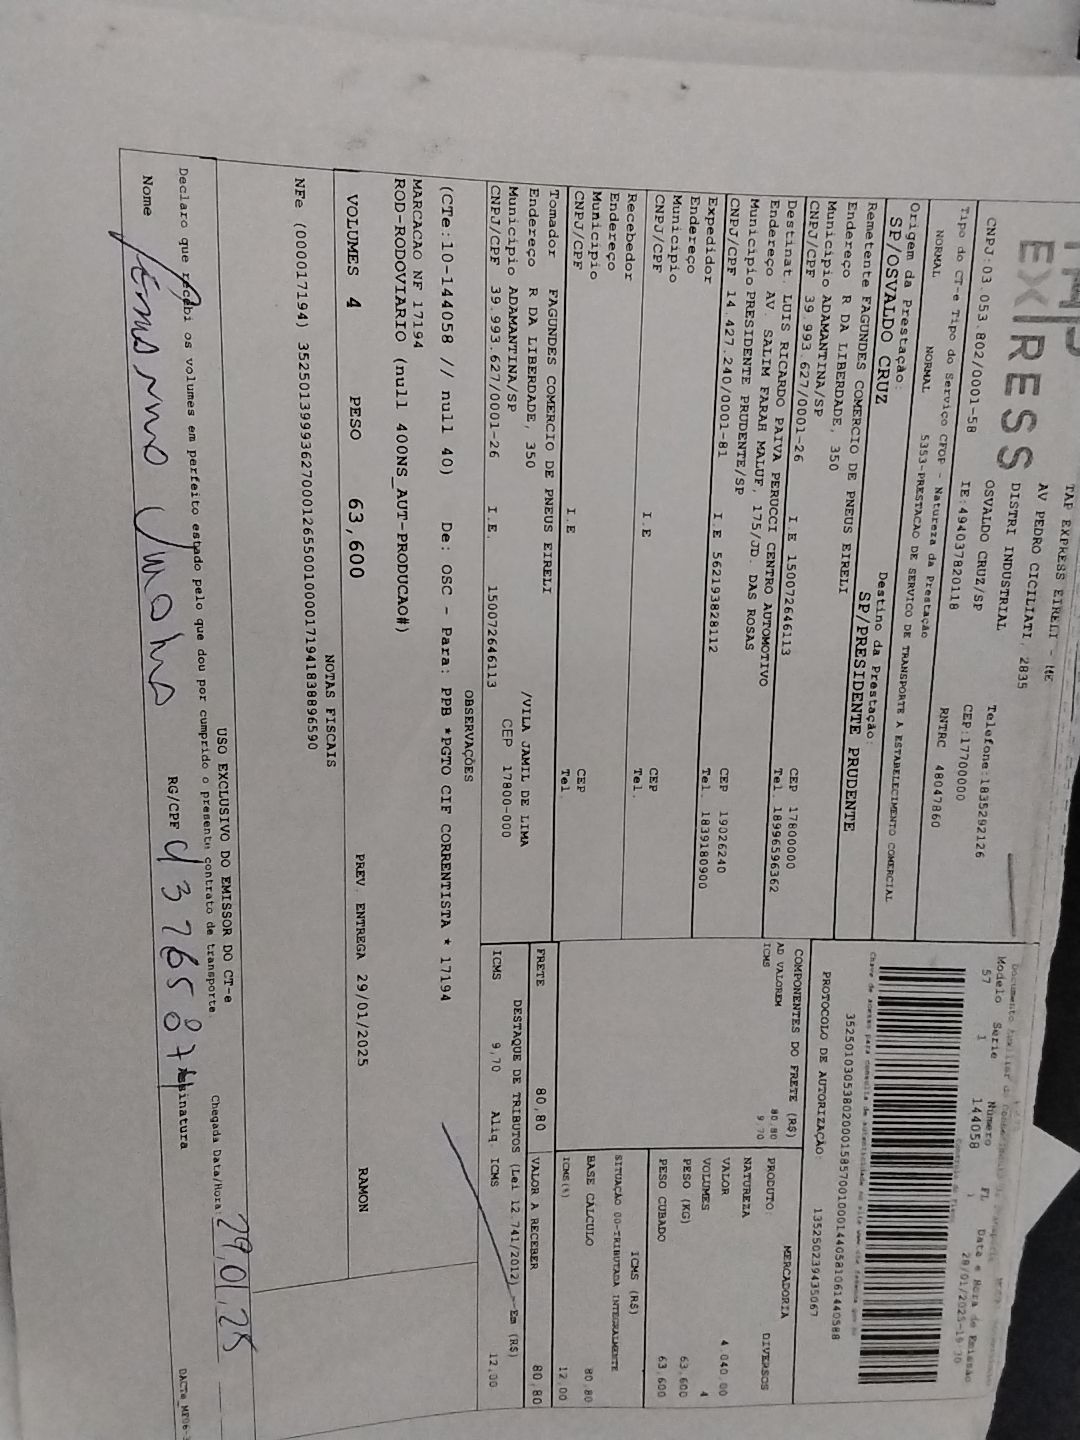 EXPRESS
TAP EXPRESS EIRELI - ME
AV PEDRO CICILIATI, 2835
DISTRI INDUSTRIAL
OSVALDO CRUZ/SP
Telefone:1835292126
CNPJ:03.053.802/0001-58
IE:494037820118
CEP:17700000
Tipo do CT-e Tipo do Serviço CFOP - Natureza da Prestação
RNTRC 48047860
NORMAL NORMAL 5353-PRESTACAO DE SERVICO DE TRANSPORTE A ESTABELECIMENTO COMERCIAL
Origem da Prestação:
Destino da Prestação:
SP/OSVALDO CRUZ
SP/PRESIDENTE PRUDENTE
Remetente FAGUNDES COMERCIO DE PNEUS EIRELI
Endereço R DA LIBERDADE, 350
Municipio ADAMANTINA/SP
CEP 17800000
CNPJ/CPF 39.993.627/0001-26 I.E 150072646113 Tel. 18996596362
Destinat. LUIS RICARDO PAIVA PERUCCI CENTRO AUTOMOTIVO
Endereço AV. SALIM FARAH MALUF, 175/JD. DAS ROSAS
Municipio PRESIDENTE PRUDENTE/SP CEP 19026240
CNPJ/CPF 14.427.240/0001-81 I.E 562193828112 Tel. 1839180900
Expedidor
Endereço
Municipio CEP
CNPJ/CPF I.E Tel.
Recebedor
Endereço
Municipio CEP
CNPJ/CPF I.E Tel.
Tomador FAGUNDES COMERCIO DE PNEUS EIRELI
Endereço R DA LIBERDADE, 350 /VILA JAMIL DE LIMA
Municipio ADAMANTINA/SP CEP 17800-000
CNPJ/CPF 39.993.627/0001-26 I.E. 150072646113
Modelo Serie Número FL Data e Hora de Emissão
57 1 144058 1 28/01/2025-19:30
35250103053802000158570010001440581061440588
PROTOCOLO DE AUTORIZAÇÃO: 135250239435067
COMPONENTES DO FRETE (R$)
AD VALOREM 80,80
ICMS 9,70
PRODUTO: MERCADORIA DIVERSOS
NATUREZA
VALOR 4.040,00
VOLUMES 4
PESO (KG) 63,600
PESO CUBADO 63,600
ICMS (R$)
SITUAÇÃO 00-TRIBUTADA INTEGRALMENTE
BASE CALCULO 80,80
ICMS(%) 12,00
FRETE 80,80 VALOR A RECEBER 80,80
DESTAQUE DE TRIBUTOS (Lei 12.741/2012) - Em (R$)
ICMS 9,70 Aliq. ICMS 12,00
OBSERVAÇÕES
(CTe:10-144058 // null 40) De: OSC - Para: PPB *PGTO CIF CORRENTISTA * 17194
MARCACAO NF 17194
ROD-RODOVIARIO (null 400NS_AUT-PRODUCAO#)
VOLUMES 4 PESO 63,600 PREV. ENTREGA 29/01/2025 RAMON
NOTAS FISCAIS
NFe (000017194) 35250139993627000126550010000171941838896590
USO EXCLUSIVO DO EMISSOR DO CT-e
Declaro que recebi os volumes em perfeito estado pelo que dou por cumprido o presente contrato de transporte.
Chegada Data/Hora: 29/01/25
Nome RG/CPF Assinatura